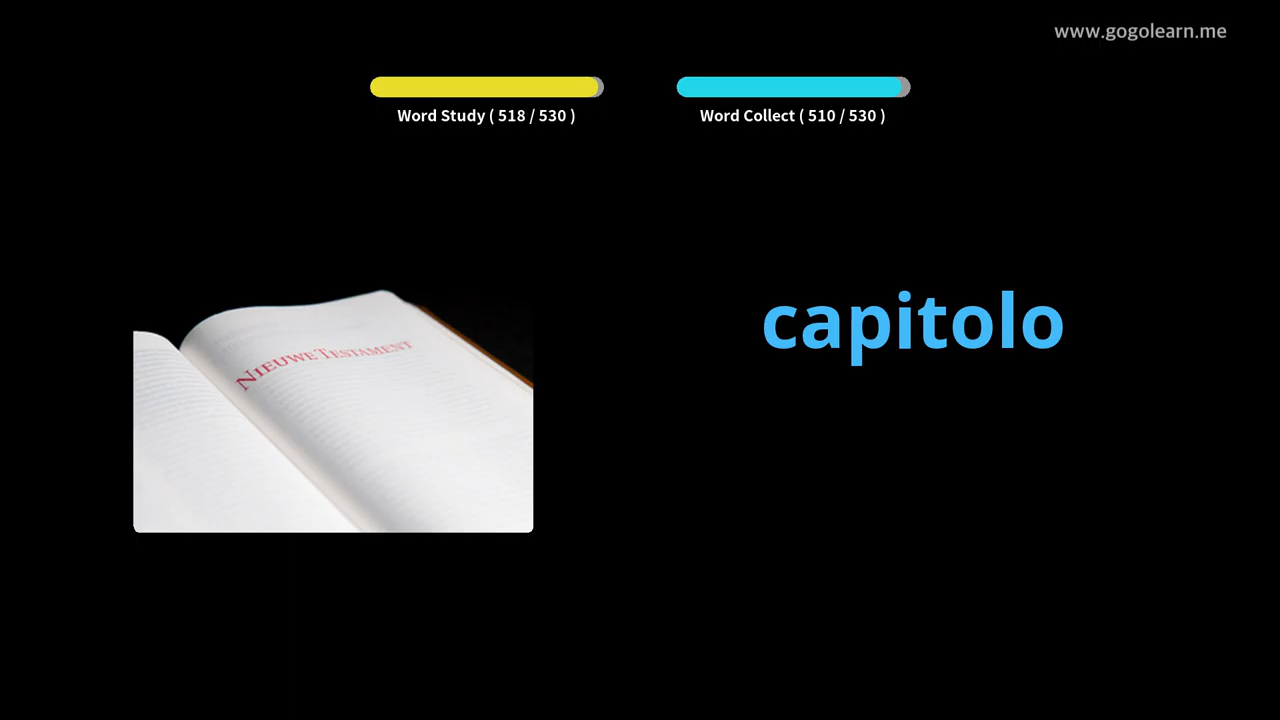 www.gogolearn.me
Word Study ( 518 / 530 )
Word Collect ( 510 / 530 )
NIEUWE TESTAMENT
capitolo